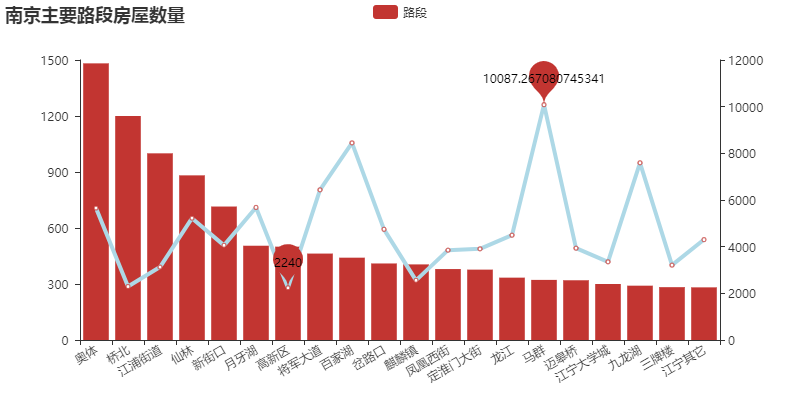 南京主要路段房屋数量
路段
1500
1200
900
600
300
0
12000
10000
8000
6000
4000
2000
0
10087.267080745341
2240
奥体
桥北
江浦街道
仙林
新街口
月牙湖
高新区
将军大道
百家湖
岔路口
麒麟镇
凤凰西街
定淮门大街
龙江
马群
迈皋桥
江宁大学城
九龙湖
三牌楼
江宁其它